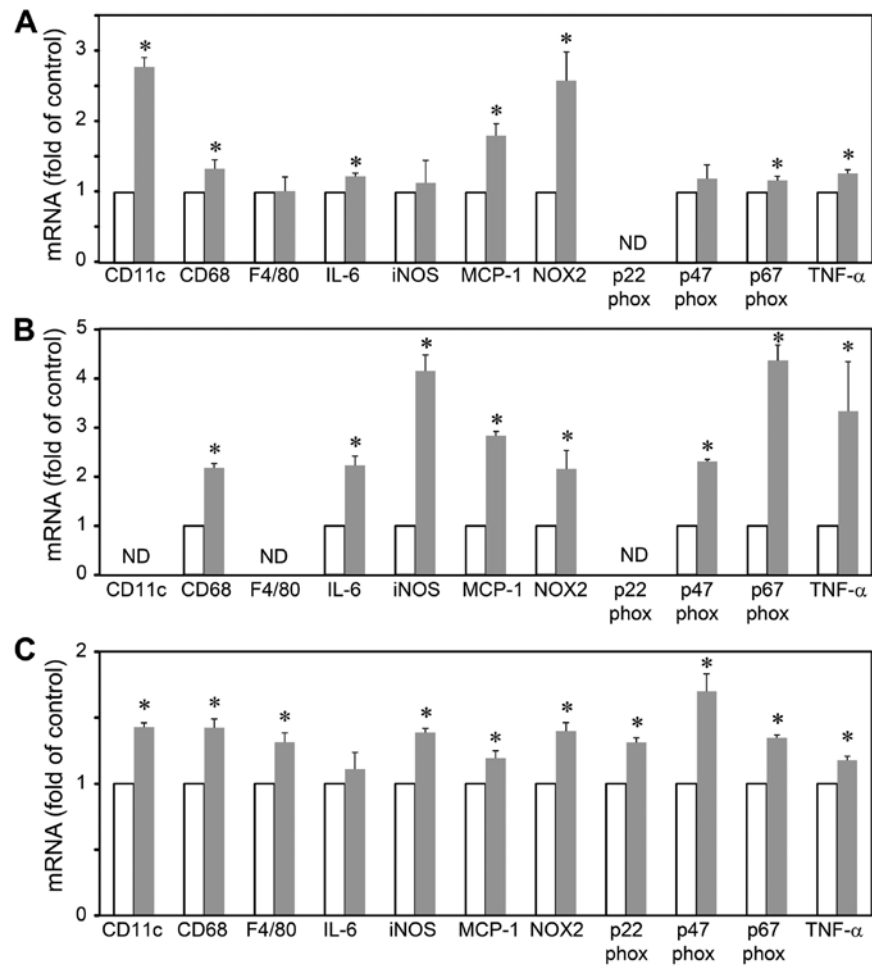 A
mRNA (fold of control)
3
2
1
0
* * * * * * *
ND
CD11c CD68 F4/80 IL-6 iNOS MCP-1 NOX2 p22 phox p47 phox p67 phox TNF-α
B
mRNA (fold of control)
5
4
3
2
1
0
* * * * * * * *
ND ND ND
CD11c CD68 F4/80 IL-6 iNOS MCP-1 NOX2 p22 phox p47 phox p67 phox TNF-α
C
mRNA (fold of control)
2
1
0
* * * * * * * * * *
CD11c CD68 F4/80 IL-6 iNOS MCP-1 NOX2 p22 phox p47 phox p67 phox TNF-α